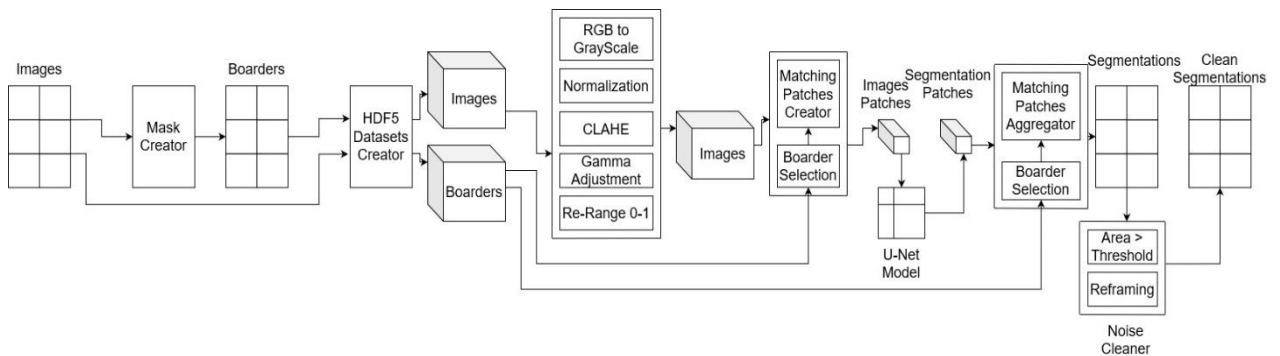 Images
Mask
Creator
Boarders
HDF5
Datasets
Creator
Images
Boarders
RGB to
GrayScale
Normalization
CLAHE
Gamma
Adjustment
Re-Range 0-1
Images
Matching
Patches
Creator
Boarder
Selection
Images
Patches
U-Net
Model
Segmentation
Patches
Matching
Patches
Aggregator
Boarder
Selection
Segmentations
Area >
Threshold
Reframing
Noise
Cleaner
Clean
Segmentations